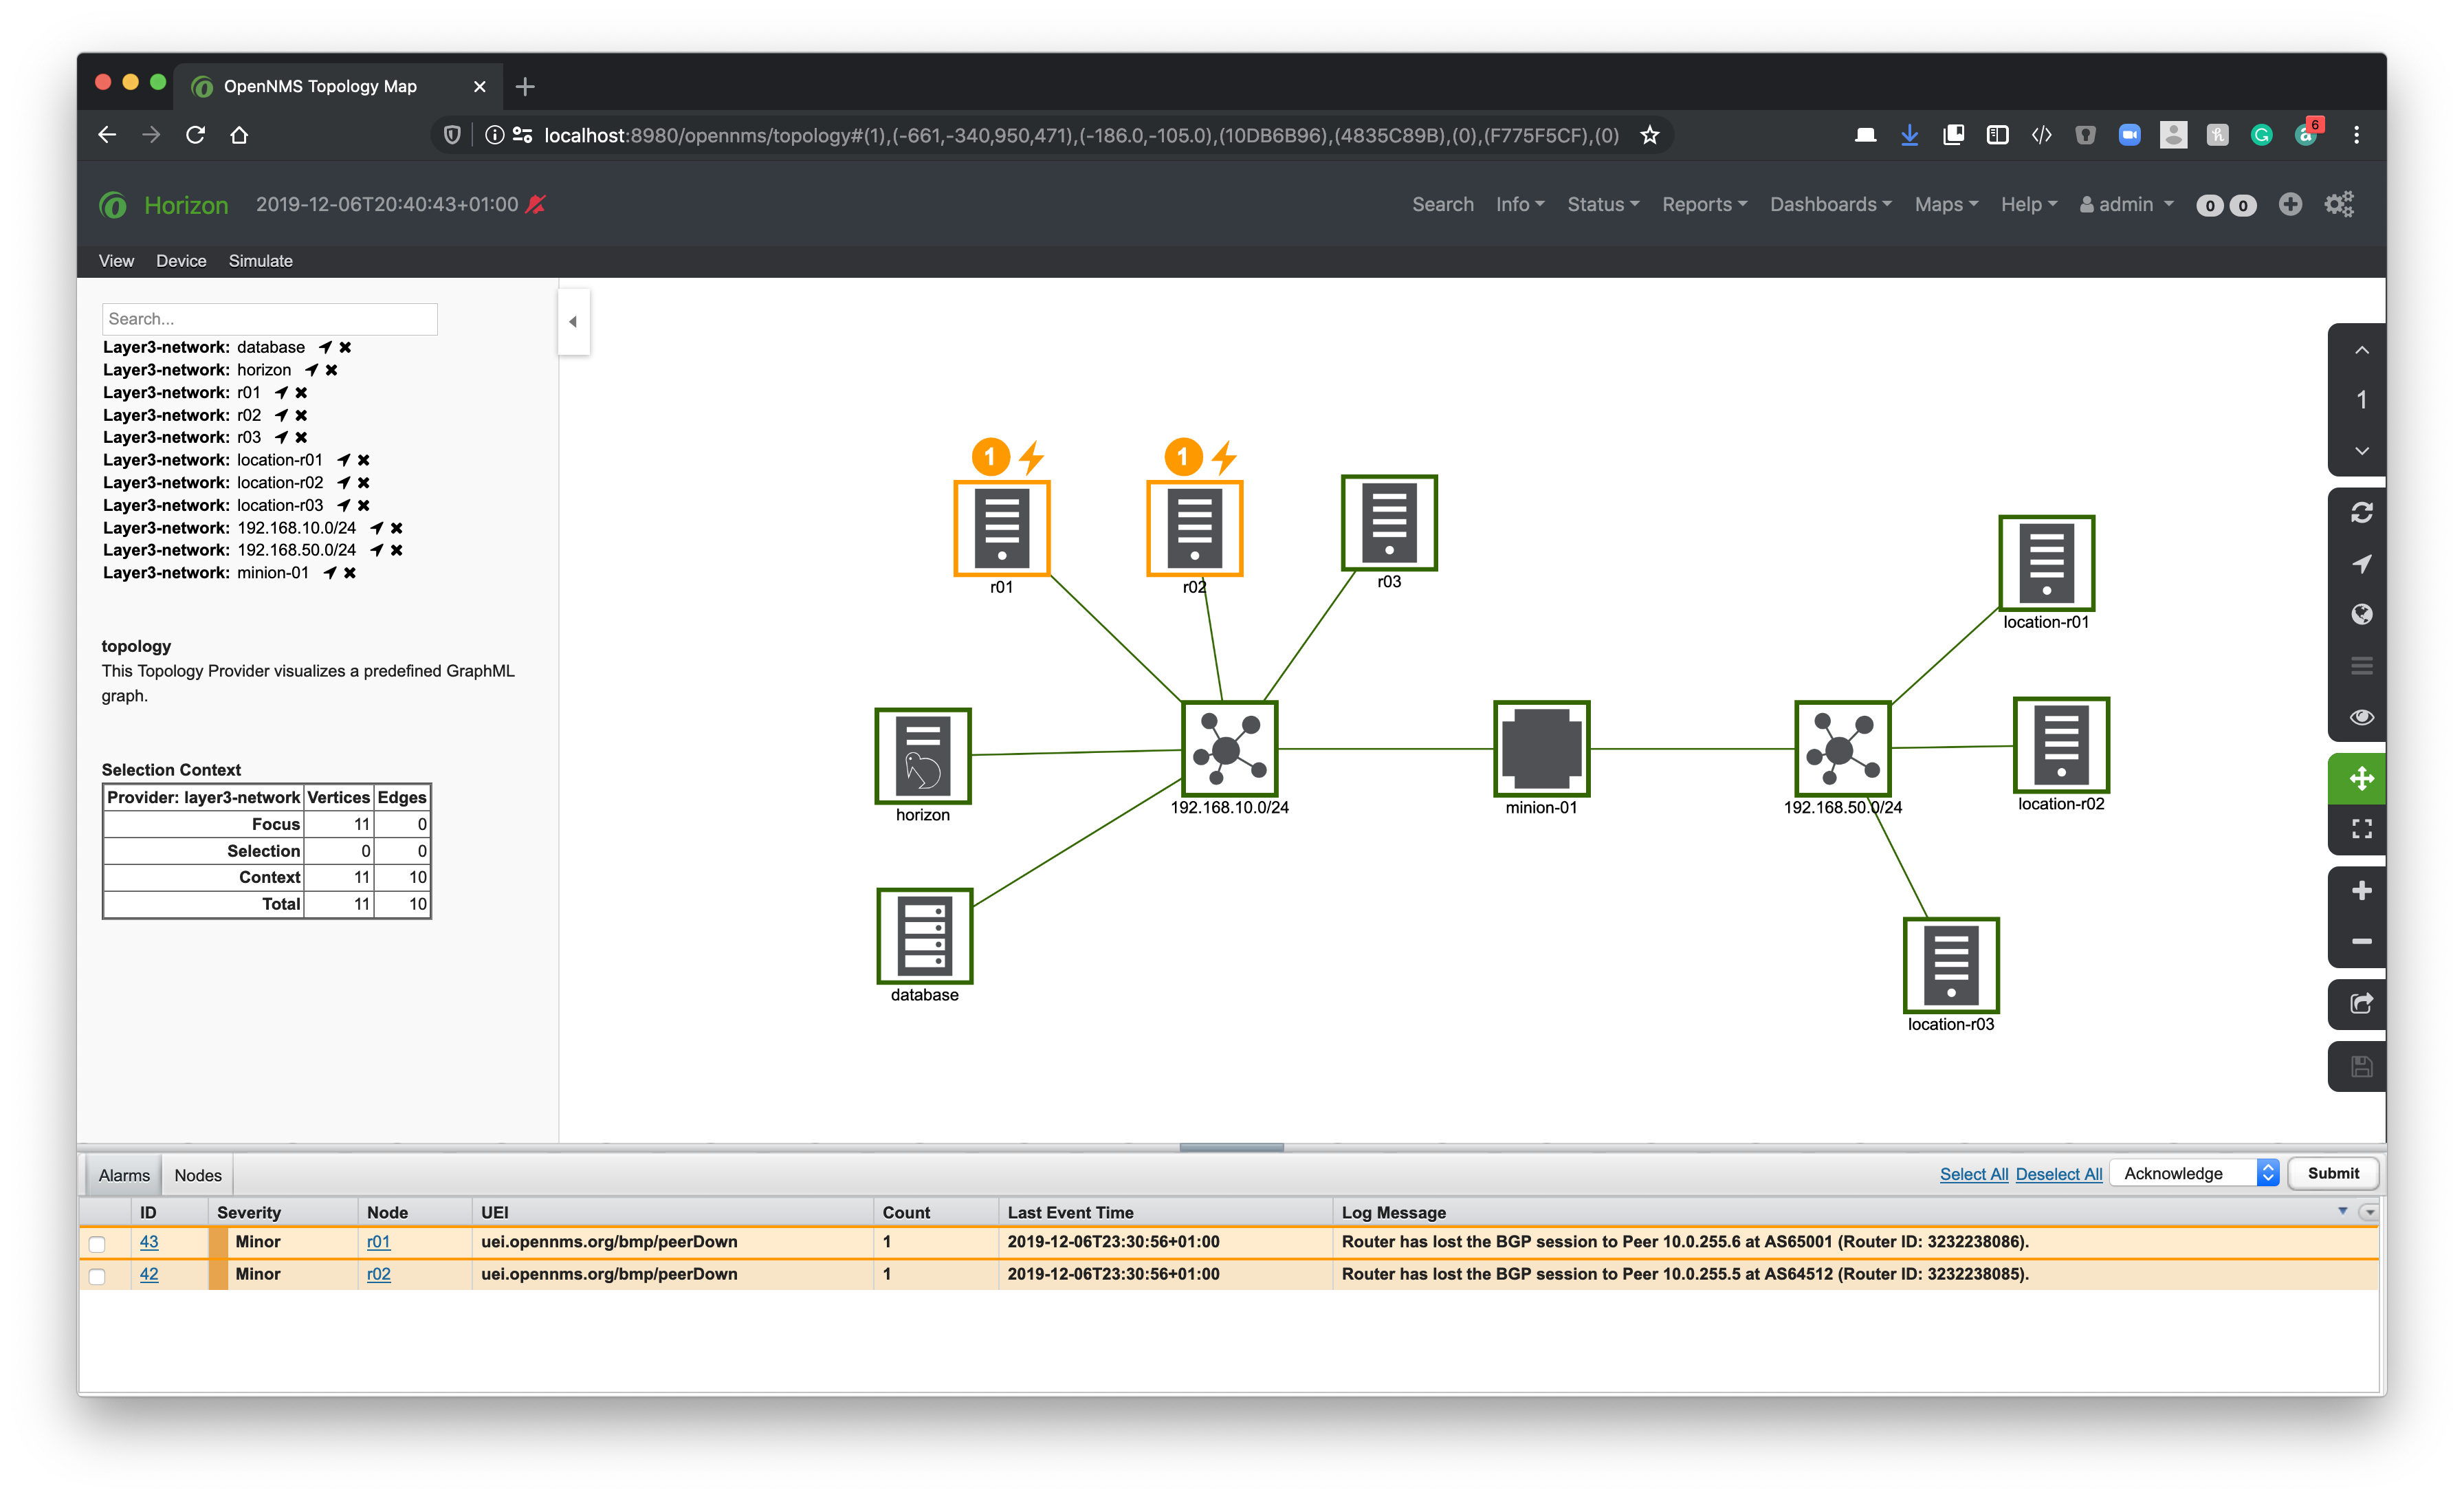 OpenNMS Topology Map
localhost:8980/opennms/topology#(1),(-661,-340,950,471),(-186.0,-105.0),(10DB6B96),(4835C89B),(0),(F775F5CF),(0)
6
Horizon 2019-12-06T20:40:43+01:00
Search Info Status Reports Dashboards Maps Help admin 0 0
View Device Simulate
Search...
Layer3-network: database
Layer3-network: horizon
Layer3-network: r01
Layer3-network: r02
Layer3-network: r03
Layer3-network: location-r01
Layer3-network: location-r02
Layer3-network: location-r03
Layer3-network: 192.168.10.0/24
Layer3-network: 192.168.50.0/24
Layer3-network: minion-01
topology
This Topology Provider visualizes a predefined GraphML
graph.
Selection Context
Provider: layer3-network Vertices Edges
Focus 11 0
Selection 0 0
Context 11 10
Total 11 10
1
1
r01
r02
r03
location-r01
horizon
192.168.10.0/24
minion-01
192.168.50.0/24
location-r02
database
location-r03
1
Alarms Nodes
Select All Deselect All Acknowledge Submit
ID Severity Node UEI Count Last Event Time Log Message
43 Minor r01 uei.opennms.org/bmp/peerDown 1 2019-12-06T23:30:56+01:00 Router has lost the BGP session to Peer 10.0.255.6 at AS65001 (Router ID: 3232238086).
42 Minor r02 uei.opennms.org/bmp/peerDown 1 2019-12-06T23:30:56+01:00 Router has lost the BGP session to Peer 10.0.255.5 at AS64512 (Router ID: 3232238085).